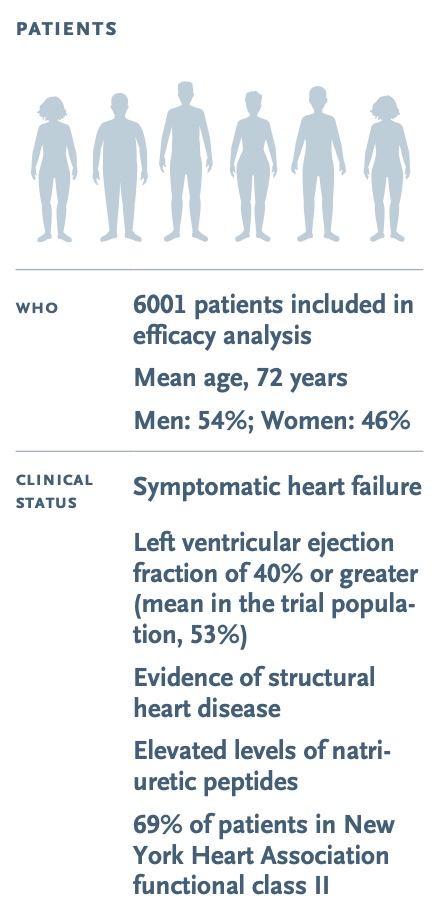 PATIENTS
WHO
6001 patients included in
efficacy analysis
Mean age, 72 years
Men: 54%; Women: 46%
CLINICAL
STATUS
Symptomatic heart failure
Left ventricular ejection
fraction of 40% or greater
(mean in the trial popula-
tion, 53%)
Evidence of structural
heart disease
Elevated levels of natri-
uretic peptides
69% of patients in New
York Heart Association
functional class II